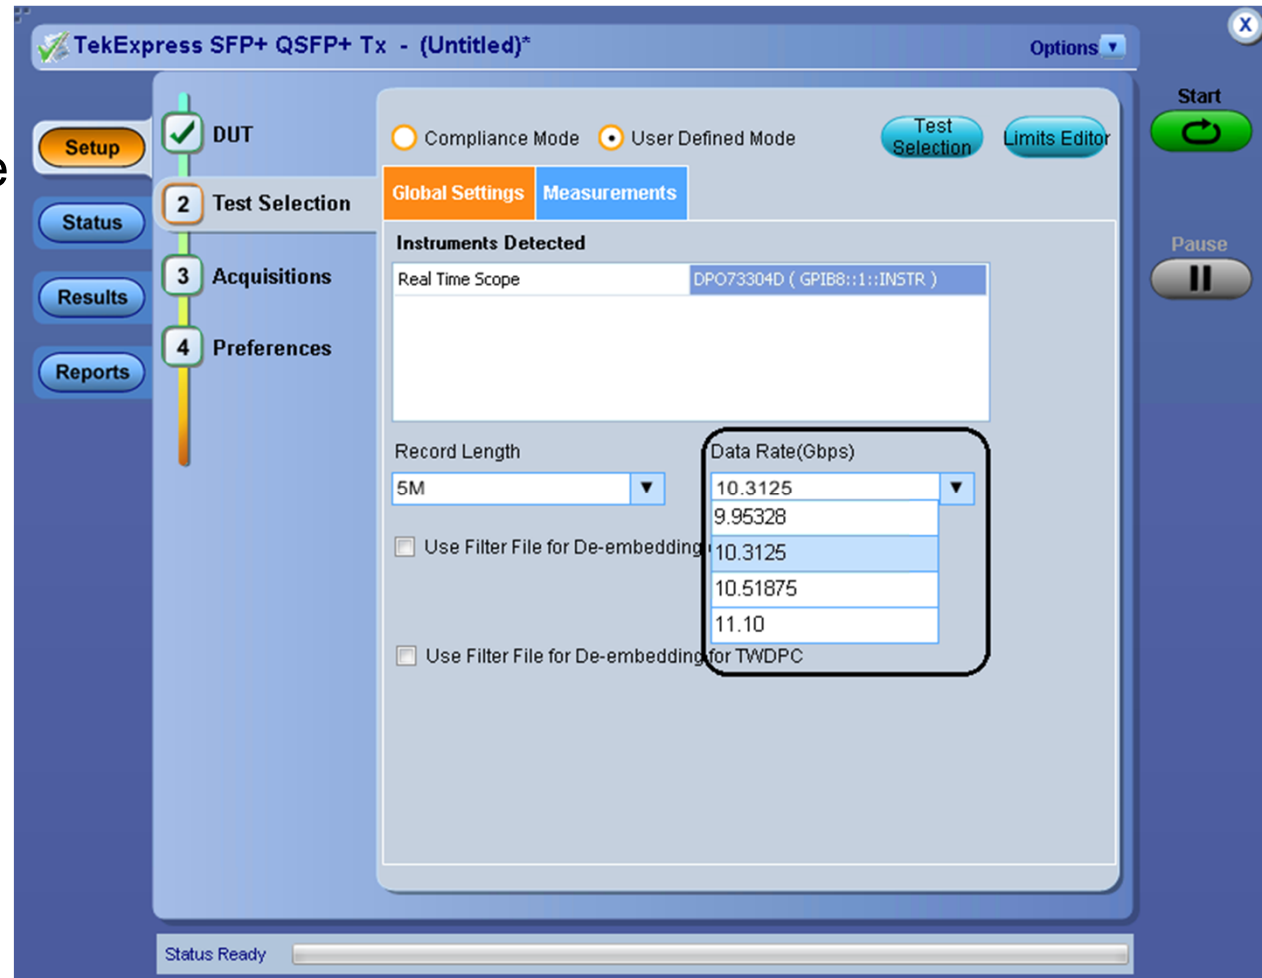 TekExpress SFP+ QSFP+ Tx - (Untitled)*
Options
X
Start
Pause
e
Setup
Status
Results
Reports
DUT
2 Test Selection
3 Acquisitions
4 Preferences
Compliance Mode User Defined Mode
Test Selection
Limits Editor
Global Settings Measurements
Instruments Detected
Real Time Scope DPO73304D ( GPIB8::1::INSTR )
Record Length Data Rate(Gbps)
5M 10.3125
9.95328
Use Filter File for De-embedding 10.3125
10.51875
11.10
Use Filter File for De-embedding for TWDPC
Status Ready